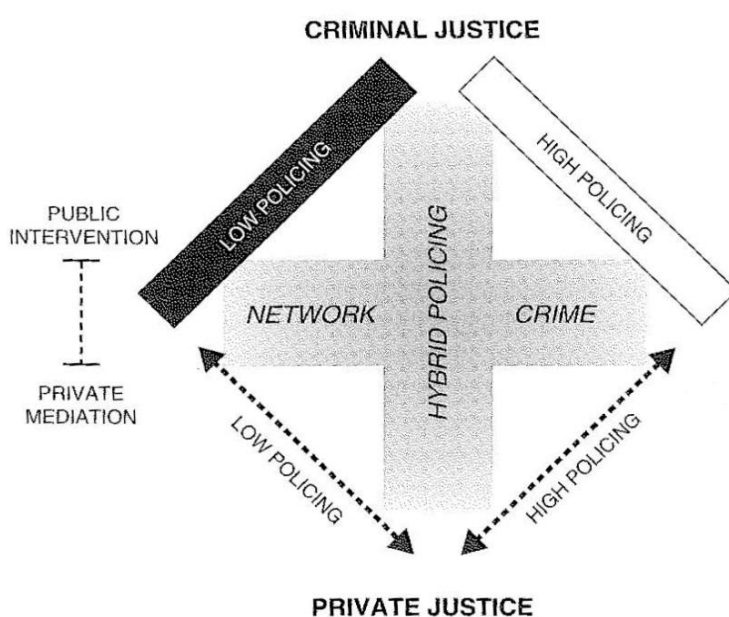 CRIMINAL JUSTICE
LOW POLICING
HIGH POLICING
PUBLIC
INTERVENTION
NETWORK
HYBRID POLICING
CRIME
PRIVATE
MEDIATION
LOW POLICING
HIGH POLICING
PRIVATE JUSTICE